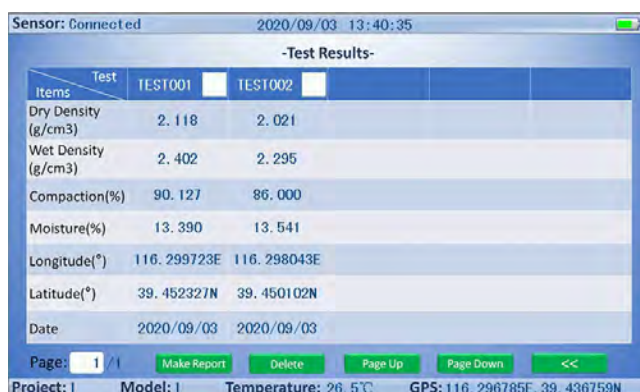 Sensor: Connected 2020/09/03 13:40:35
-Test Results-
Test
Items
TEST001 TEST002
Dry Density
(g/cm3)
2.118 2.021
Wet Density
(g/cm3)
2.402 2.295
Compaction(%) 90.127 86.000
Moisture(%) 13.390 13.541
Longitude(°) 116.299723E 116.298043E
Latitude(°) 39.452327N 39.450102N
Date 2020/09/03 2020/09/03
Page: 1 /1 Make Report Delete Page Up Page Down <<
Project: 1 Model: 1 Temperature: 26.5℃ GPS: 116.296785E, 39.436759N